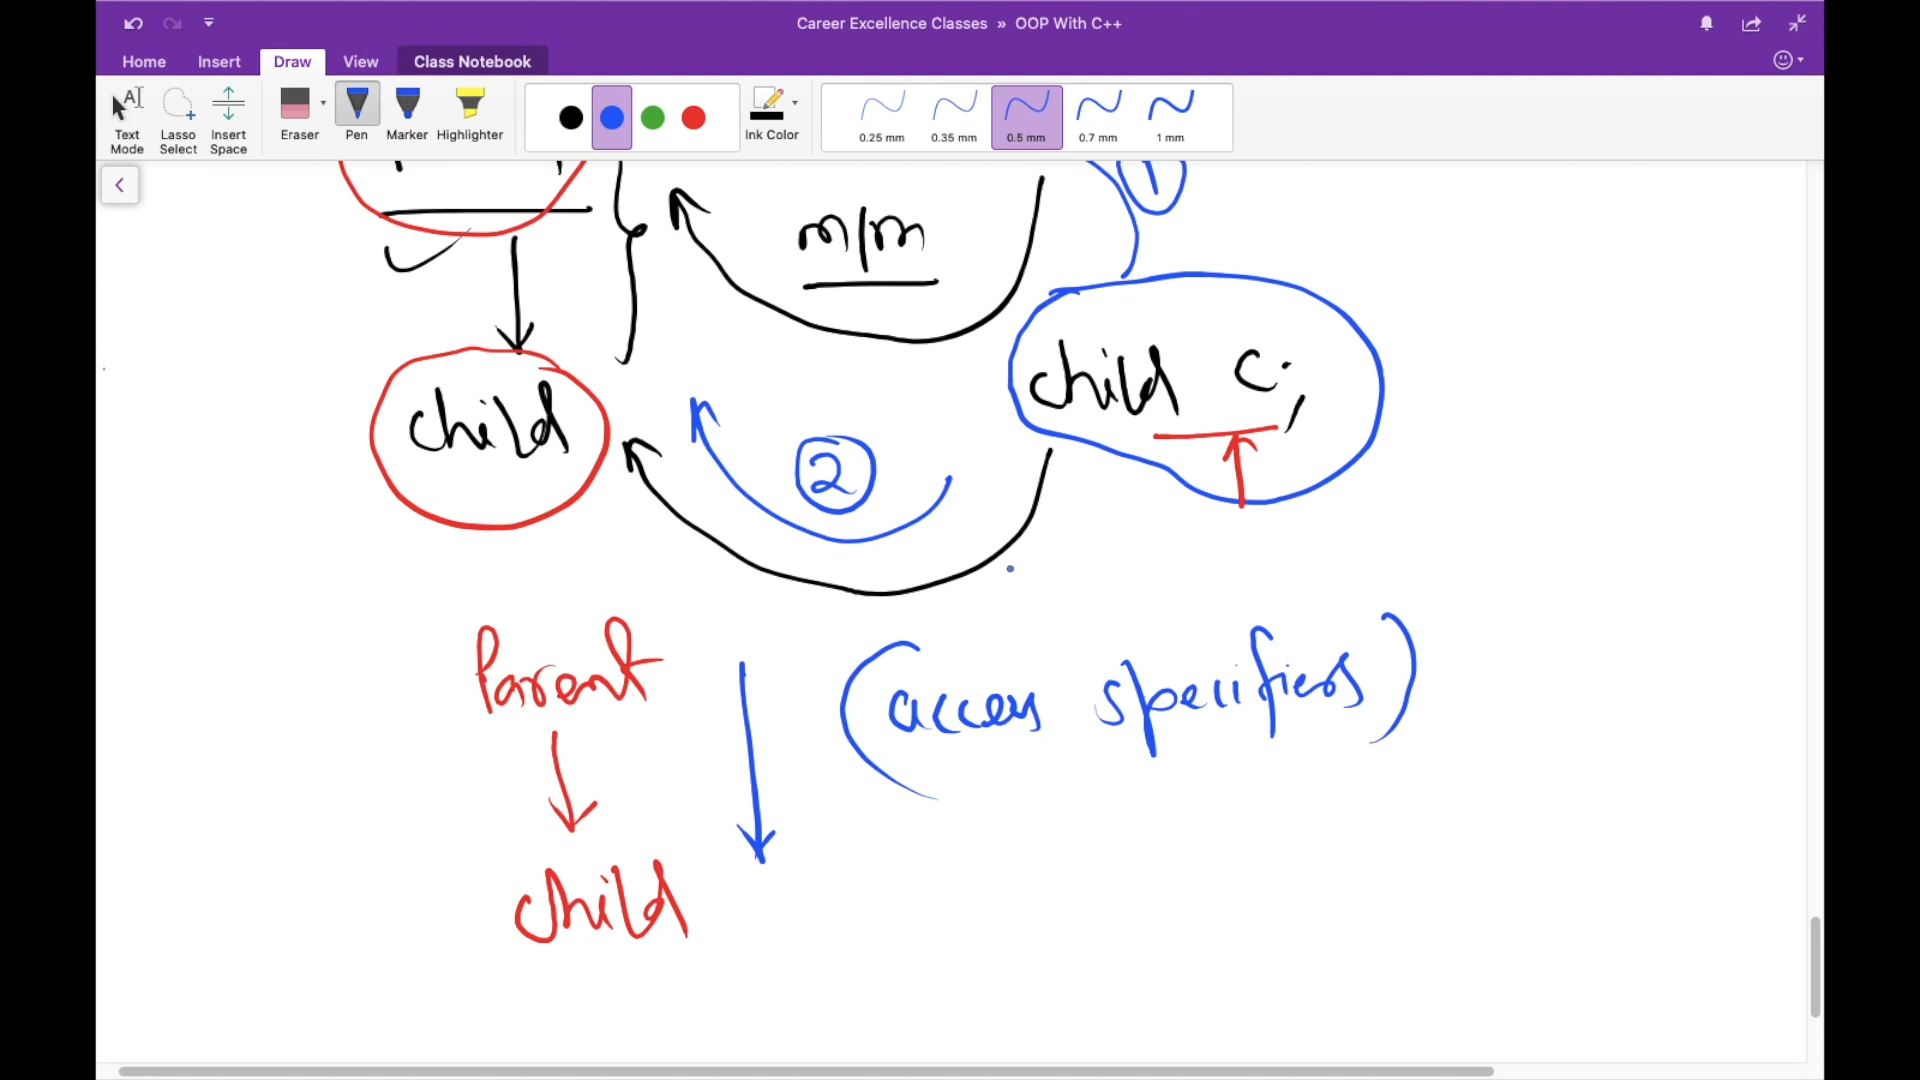 Career Excellence Classes » OOP With C++
Home Insert Draw View Class Notebook
Text Mode
Lasso Select
Insert Space
Eraser
Pen
Marker
Highlighter
Ink Color
0.25 mm
0.35 mm
0.5 mm
0.7 mm
1 mm
1
m/m
child
child C;
2
Parent
(access specifiers)
child